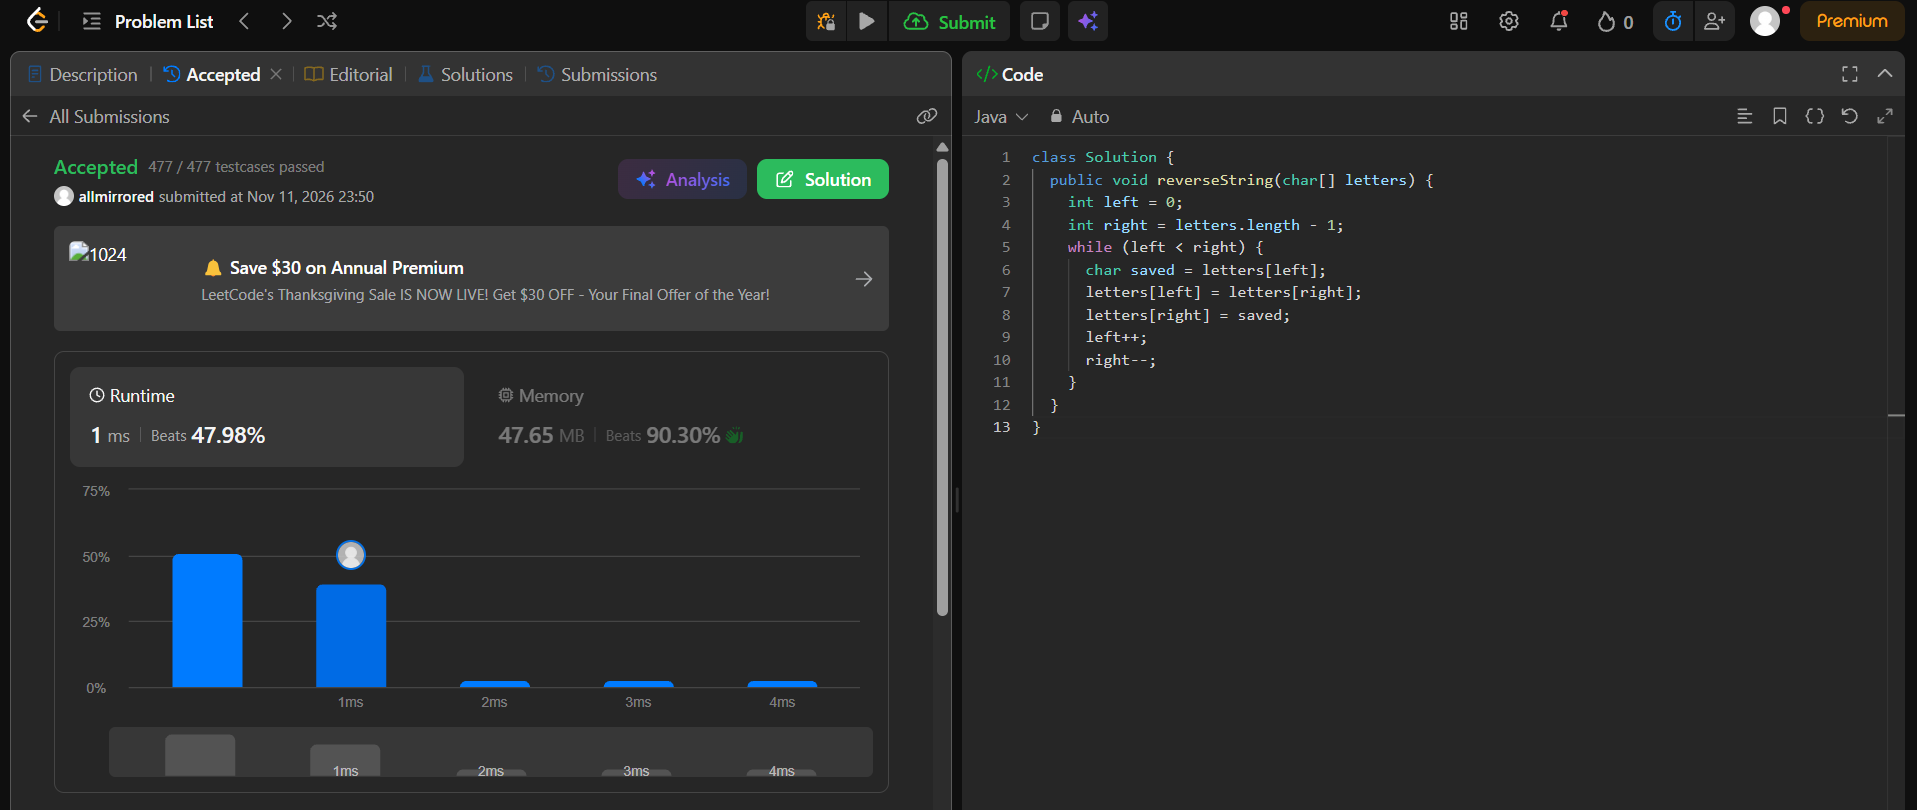 Problem List
Submit
0
Premium
Description
Accepted
Editorial
Solutions
Submissions
All Submissions
Accepted 477 / 477 testcases passed
allmirrored submitted at Nov 11, 2026 23:50
Analysis
Solution
1024
Save $30 on Annual Premium
LeetCode's Thanksgiving Sale IS NOW LIVE! Get $30 OFF - Your Final Offer of the Year!
Runtime
1 ms Beats 47.98%
Memory
47.65 MB Beats 90.30%
75%
50%
25%
0%
1ms 2ms 3ms 4ms
1ms 2ms 3ms 4ms
</> Code
Java Auto
1 class Solution {
2 public void reverseString(char[] letters) {
3 int left = 0;
4 int right = letters.length - 1;
5 while (left < right) {
6 char saved = letters[left];
7 letters[left] = letters[right];
8 letters[right] = saved;
9 left++;
10 right--;
11 }
12 }
13 }